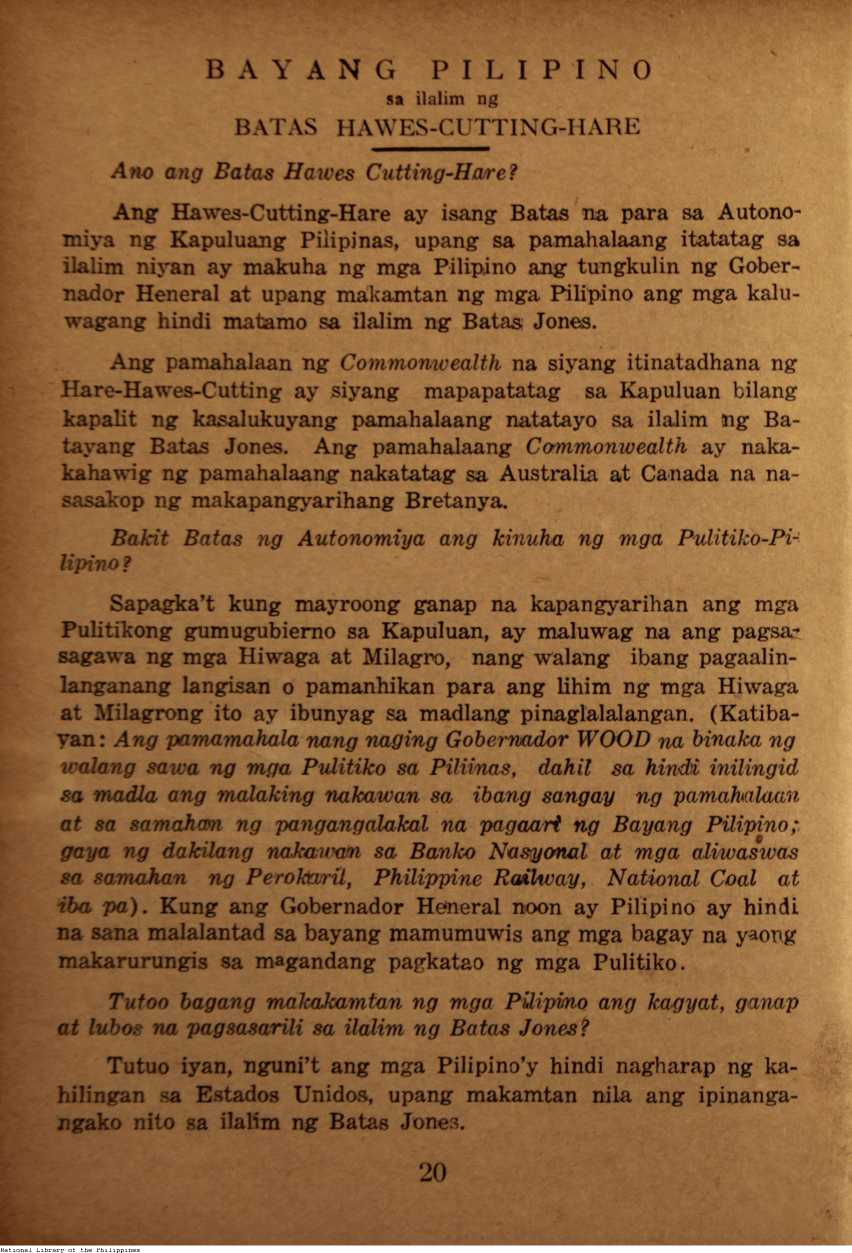 BAYANG PILIPINO
sa ilalim ng
BATAS HAWES-CUTTING-HARE
Ano ang Batas Hawes Cutting-Hare?
Ang Hawes-Cutting-Hare ay isang Batas na para sa Autono-
miya ng Kapuluang Pilipinas, upang sa pamahalaang itatatag sa
ilalim niyan ay makuha ng mga Pilipino ang tungkulin ng Gober-
nador Heneral at upang makamtan ng mga Pilipino ang mga kalu-
wagang hindi matamo sa ilalim ng Batas Jones.
Ang pamahalaan ng Commonwealth na siyang itinatadhana ng
Hare-Hawes-Cutting ay siyang mapapatatag sa Kapuluan bilang
kapalit ng kasalukuyang pamahalaang natatayo sa ilalim ng Ba-
tayang Batas Jones. Ang pamahalaang Commonwealth ay naka-
kahawig ng pamahalaang nakatatag sa Australia at Canada na na-
sasakop ng makapangyarihang Bretanya.
Bakit Batas ng Autonomiya ang kinuha ng mga Pulitiko-Pi-
lipino?
Sapagka't kung mayroong ganap na kapangyarihan ang mga
Pulitikong gumugubierno sa Kapuluan, ay maluwag na ang pagsa-
sagawa ng mga Hiwaga at Milagro, nang walang ibang pagaalin-
langanang langisan o pamanhikan para ang lihim ng mga Hiwaga
at Milagrong ito ay ibunyag sa madlang pinaglalalangan. (Katiba-
yan: Ang pamamahala nang naging Gobernador WOOD na binaka ng
walang sawa ng mga Pulitiko sa Piliinas, dahil sa hindi inilingid
sa madla ang malaking nakawan sa ibang sangay ng pamahalaan
at sa samahan ng pangangalakal na pagaari ng Bayang Pilipino;
gaya ng dakilang nakawan sa Banko Nasyonal at mga aliwaswas
sa samahan ng Perokaril, Philippine Railway, National Coal at
iba pa). Kung ang Gobernador Heneral noon ay Pilipino ay hindi
na sana malalantad sa bayang mamumuwis ang mga bagay na yaong
makarurungis sa magandang pagkatao ng mga Pulitiko.
Tutoo bagang makakamtan ng mga Pilipino ang kagyat, ganap
at lubos na pagsasarili sa ilalim ng Batas Jones?
Tutuo iyan, nguni't ang mga Pilipino'y hindi nagharap ng ka-
hilingan sa Estados Unidos, upang makamtan nila ang ipinanga-
ngako nito sa ilalim ng Batas Jones.
20
National Library of the Philippines